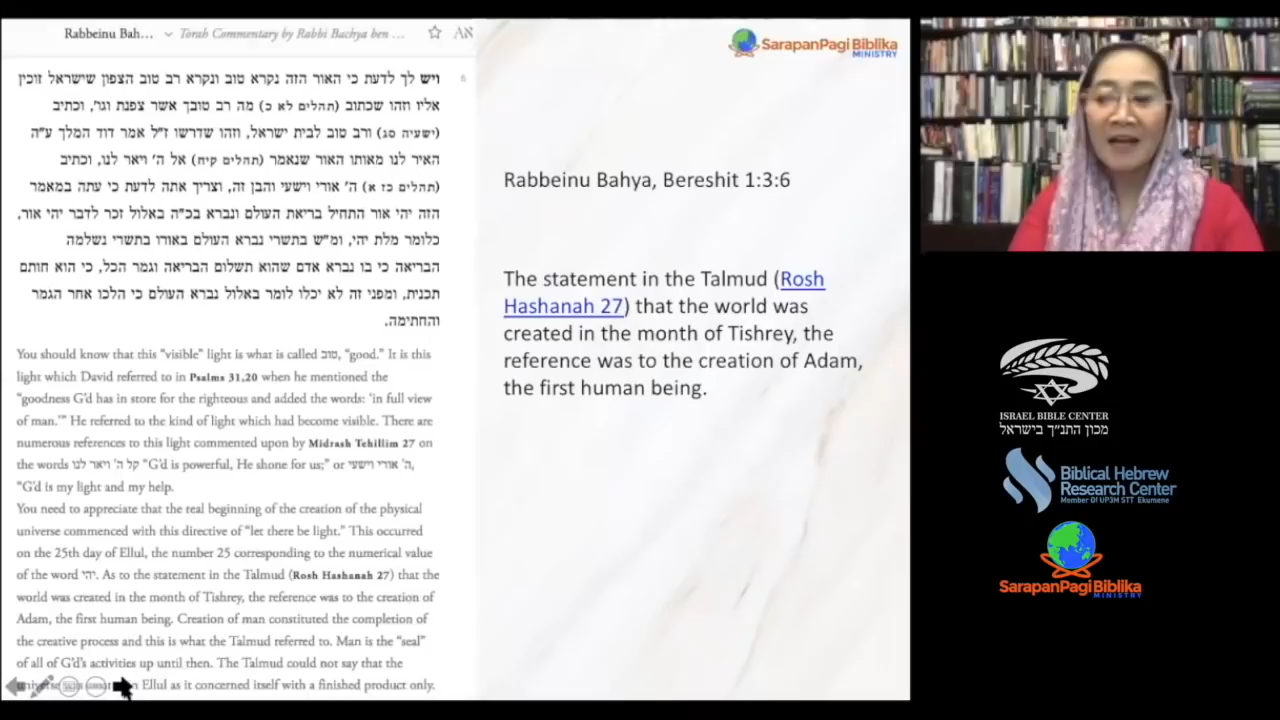 Rabbeinu Bah...
Torah Commentary by Rabbi Bachya ben ...
6
ויש לך לדעת כי האור הזה נקרא טוב ונקרא רב טוב הצפון שישראל זוכין
אליו וזהו שכתוב (תהלים לא כ) מה רב טובך אשר צפנת וגו', וכתיב
(ישעיה סג) ורב טוב לבית ישראל, וזהו שדרשו ז"ל אמר דוד המלך ע"ה
האיר לנו מאותו האור שנאמר (תהלים קיח) אל ה' ויאר לנו, וכתיב
(תהלים כז א) ה' אורי וישעי והבן זה, וצריך אתה לדעת כי עתה במאמר
הזה יהי אור התחיל בריאת העולם ונברא בכ"ה באלול זכר לדבר יהי אור,
כלומר מלת יהי, ומ"ש בתשרי נברא העולם באורו בתשרי נשלמה
הבריאה כי בו נברא אדם שהוא תשלום הבריאה וגמר הכל, כי הוא חותם
תכנית, ומפני זה לא יכלו לומר באלול נברא העולם כי הלכו אחר הגמר
והחתימה.
You should know that this "visible" light is what is called טוב, "good." It is this
light which David referred to in Psalms 31,20 when he mentioned the
"goodness G'd has in store for the righteous and added the words: 'in full view
of man.'" He referred to the kind of light which had become visible. There are
numerous references to this light commented upon by Midrash Tehillim 27 on
the words קל ה' ויאר לנו "G'd is powerful, He shone for us;" or ה' אורי וישעי,
"G'd is my light and my help.
You need to appreciate that the real beginning of the creation of the physical
universe commenced with this directive of "let there be light." This occurred
on the 25th day of Ellul, the number 25 corresponding to the numerical value
of the word יהי. As to the statement in the Talmud (Rosh Hashanah 27) that the
world was created in the month of Tishrey, the reference was to the creation of
Adam, the first human being. Creation of man constituted the completion of
the creative process and this is what the Talmud referred to. Man is the "seal"
of all of G'd's activities up until then. The Talmud could not say that the
Ellul as it concerned itself with a finished product only.
SarapanPagi Biblika
MINISTRY
Rabbeinu Bahya, Bereshit 1:3:6
The statement in the Talmud (Rosh
Hashanah 27) that the world was
created in the month of Tishrey, the
reference was to the creation of Adam,
the first human being.
ISRAEL BIBLE CENTER
מכון התנ"ך בישראל
Biblical Hebrew
Research Center
Member Of UP3M STT Ekumene
SarapanPagi Biblika
MINISTRY